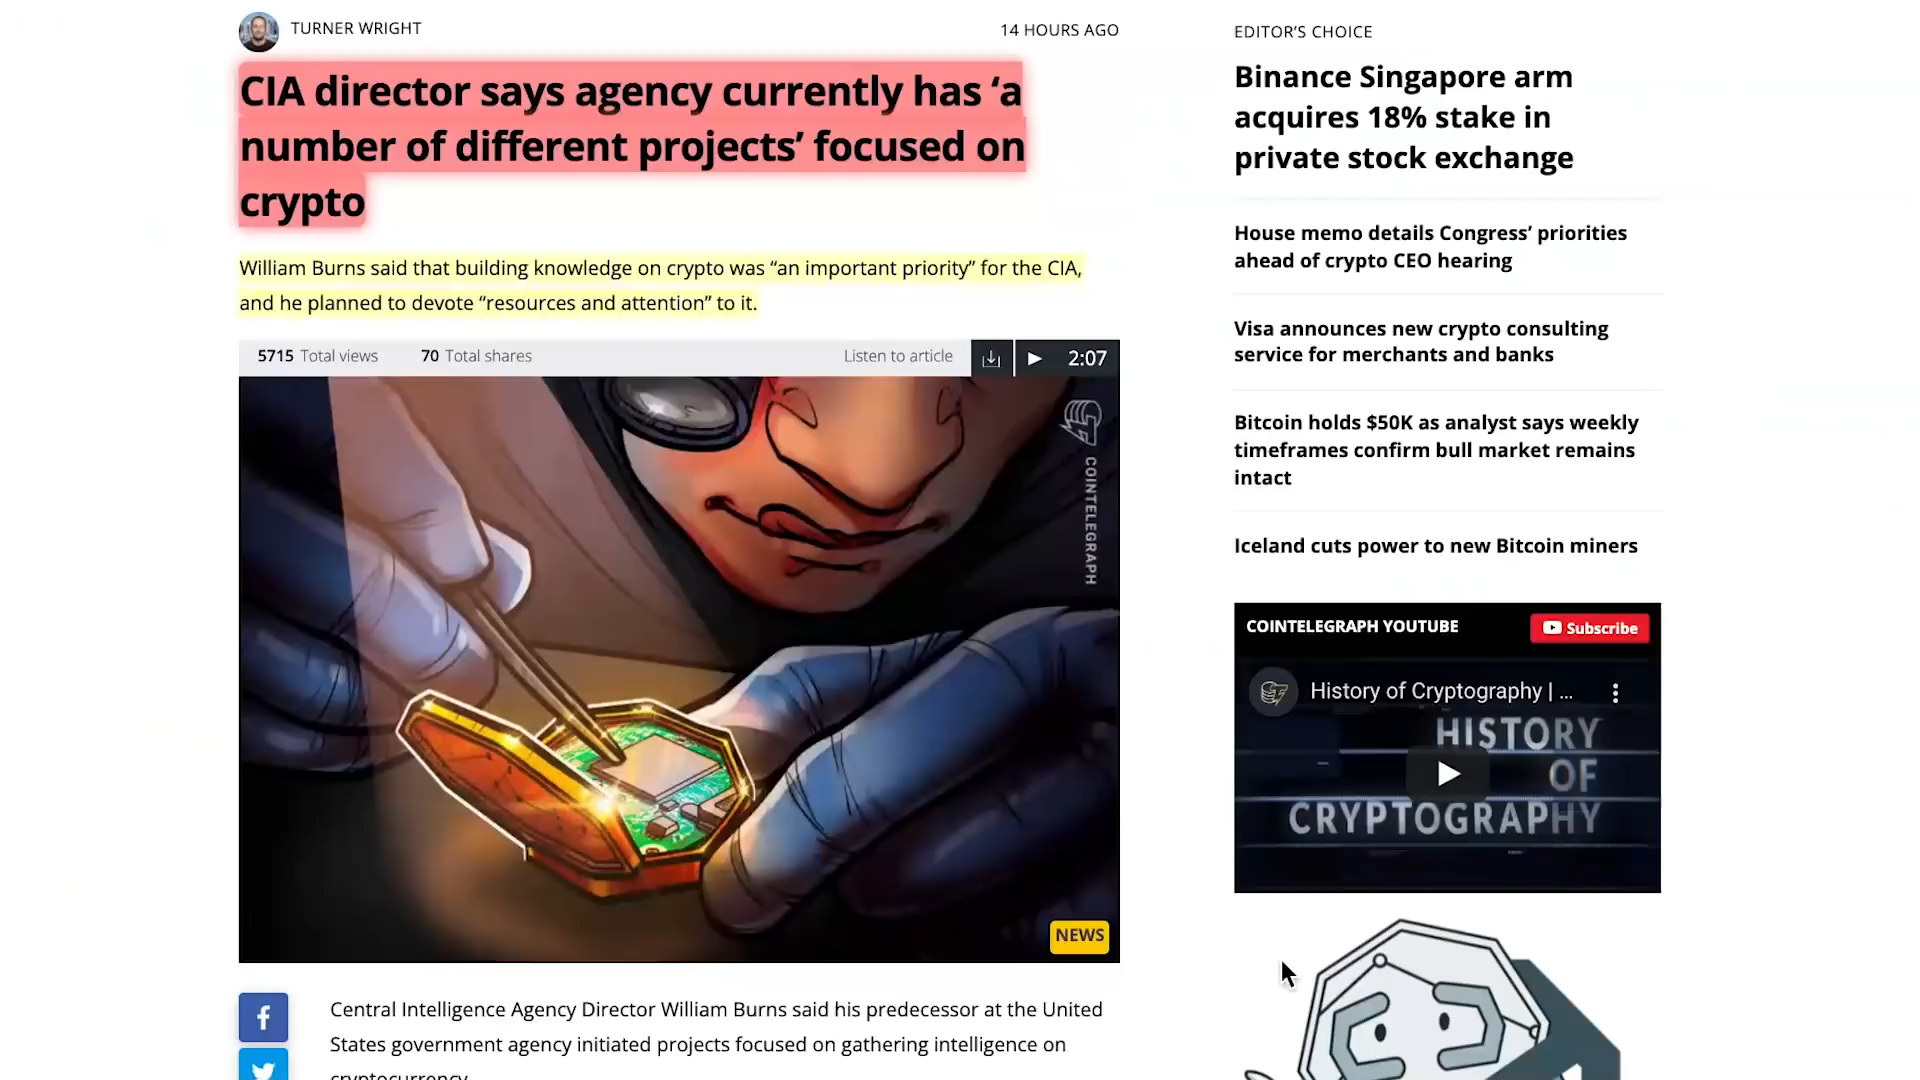 TURNER WRIGHT
14 HOURS AGO
CIA director says agency currently has ‘a
number of different projects’ focused on
crypto
William Burns said that building knowledge on crypto was “an important priority” for the CIA,
and he planned to devote “resources and attention” to it.
5715 Total views 70 Total shares Listen to article 2:07
COINTELEGRAPH
NEWS
Central Intelligence Agency Director William Burns said his predecessor at the United
States government agency initiated projects focused on gathering intelligence on
cryptocurrency
EDITOR’S CHOICE
Binance Singapore arm
acquires 18% stake in
private stock exchange
House memo details Congress’ priorities
ahead of crypto CEO hearing
Visa announces new crypto consulting
service for merchants and banks
Bitcoin holds $50K as analyst says weekly
timeframes confirm bull market remains
intact
Iceland cuts power to new Bitcoin miners
COINTELEGRAPH YOUTUBE Subscribe
History of Cryptography | ...
HISTORY
OF
CRYPTOGRAPHY